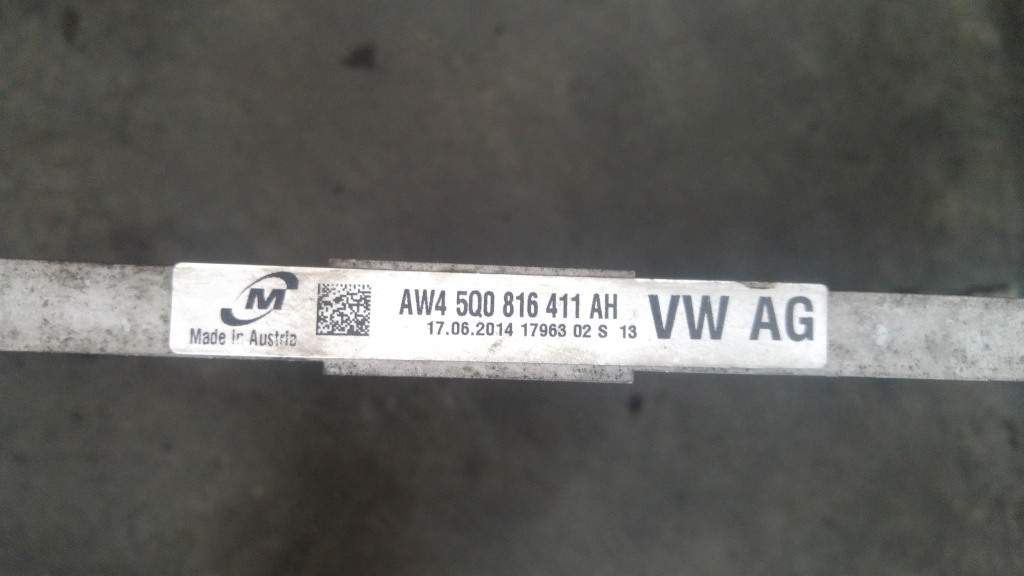 M
Made in Austria
AW4 5Q0 816 411 AH
17.06.2014 17963 02 S 13
VW AG